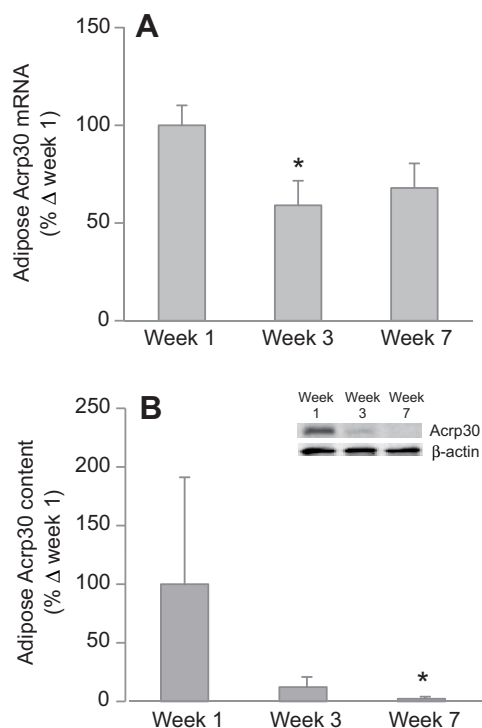 A
Adipose Acrp30 mRNA
(% Δ week 1)
150
100
50
0
*
Week 1 Week 3 Week 7
B
Adipose Acrp30 content
(% Δ week 1)
250
200
150
100
50
0
Week Week Week
1 3 7
Acrp30
β-actin
*
Week 1 Week 3 Week 7